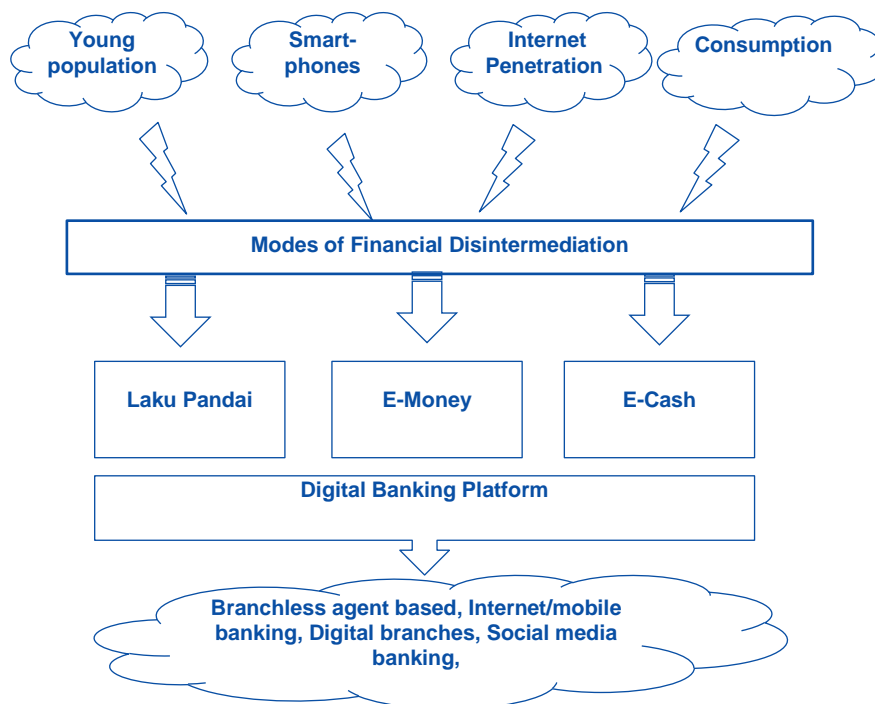 Young
population
Smart-
phones
Internet
Penetration
Consumption
Modes of Financial Disintermediation
Laku Pandai
E-Money
E-Cash
Digital Banking Platform
Branchless agent based, Internet/mobile
banking, Digital branches, Social media
banking,